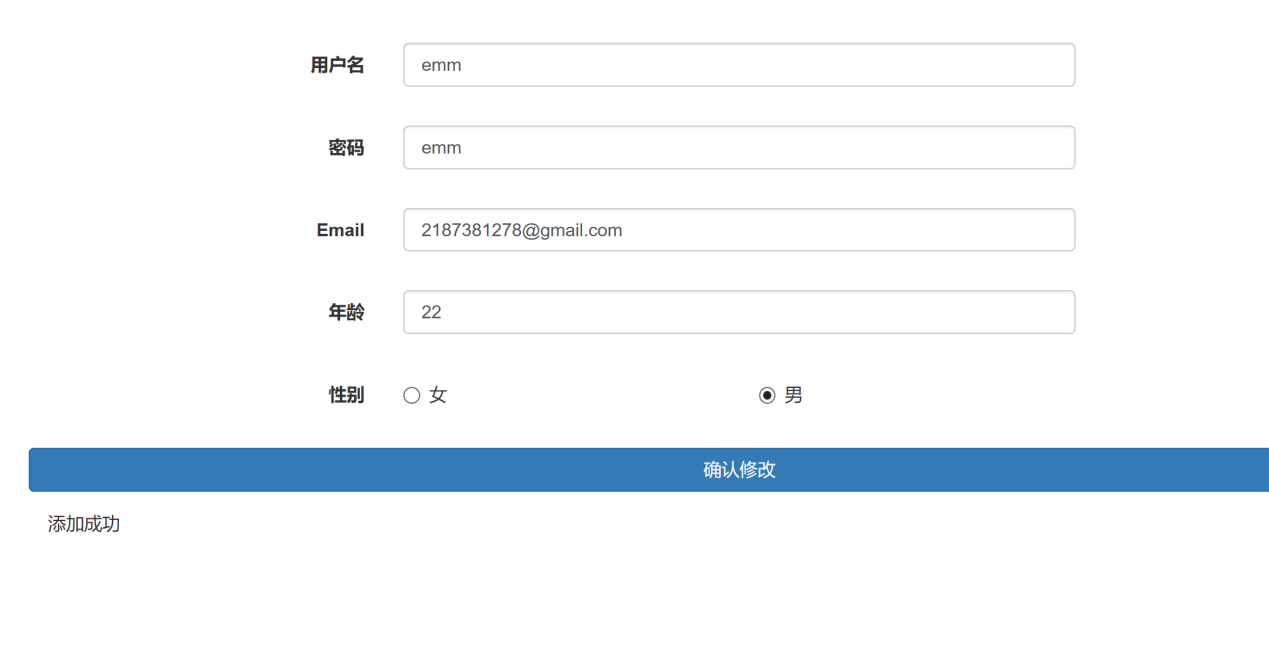 用户名 emm
密码 emm
Email 2187381278@gmail.com
年龄 22
性别 女 男
确认修改
添加成功